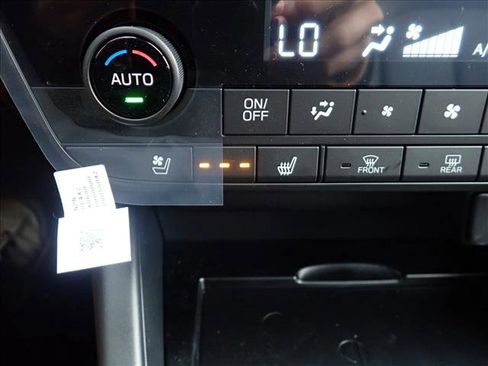 LO
A/
AUTO
ON/
OFF
FRONT
REAR